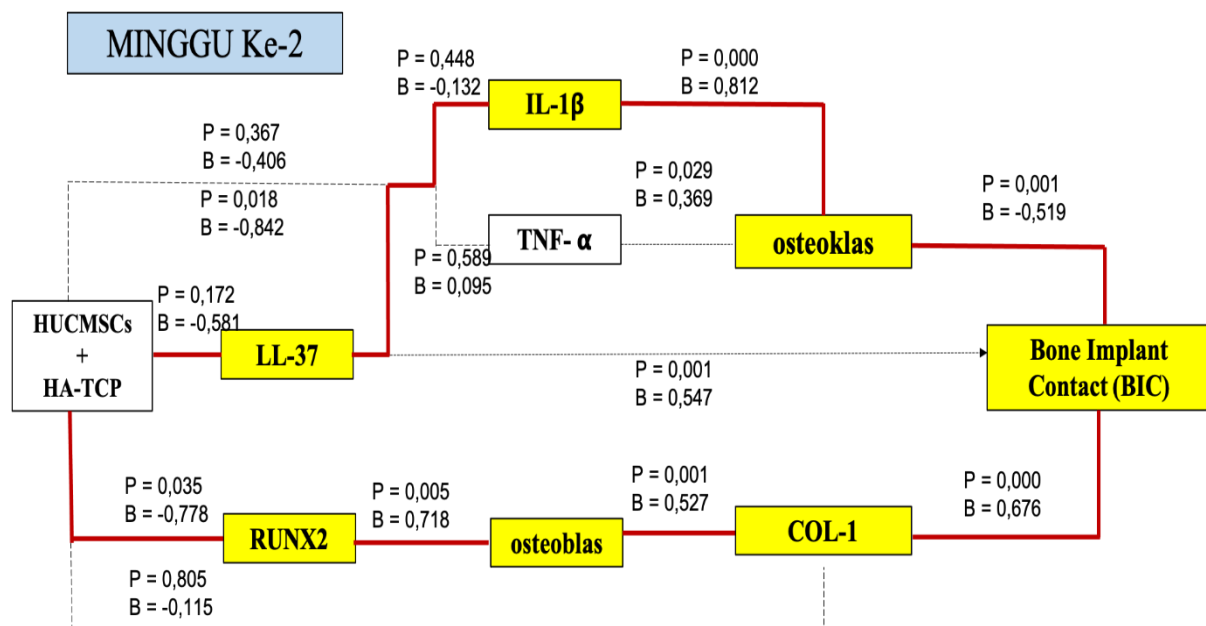 MINGGU Ke-2
P = 0,448
B = -0,132
P = 0,000
B = 0,812
IL-1β
P = 0,367
B = -0,406
P = 0,018
B = -0,842
P = 0,029
B = 0,369
P = 0,001
B = -0,519
TNF- α
osteoklas
P = 0,589
B = 0,095
P = 0,172
B = -0,581
HUCMSCs
+
HA-TCP
LL-37
Bone Implant
Contact (BIC)
P = 0,001
B = 0,547
P = 0,035
B = -0,778
P = 0,005
B = 0,718
P = 0,001
B = 0,527
P = 0,000
B = 0,676
RUNX2
osteoblas
COL-1
P = 0,805
B = -0,115